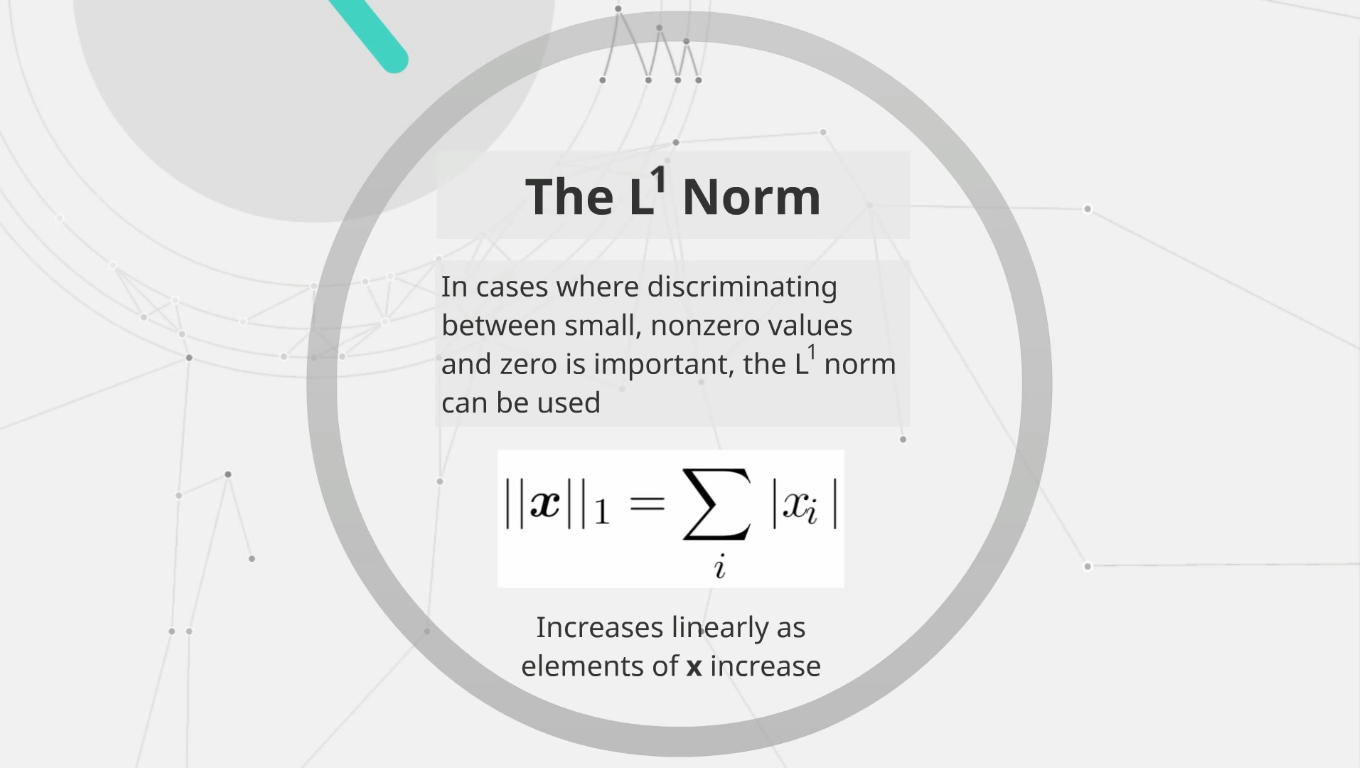 The L¹ Norm
In cases where discriminating
between small, nonzero values
and zero is important, the L¹ norm
can be used
||x||₁ = ∑ᵢ |xᵢ|
Increases linearly as
elements of x increase